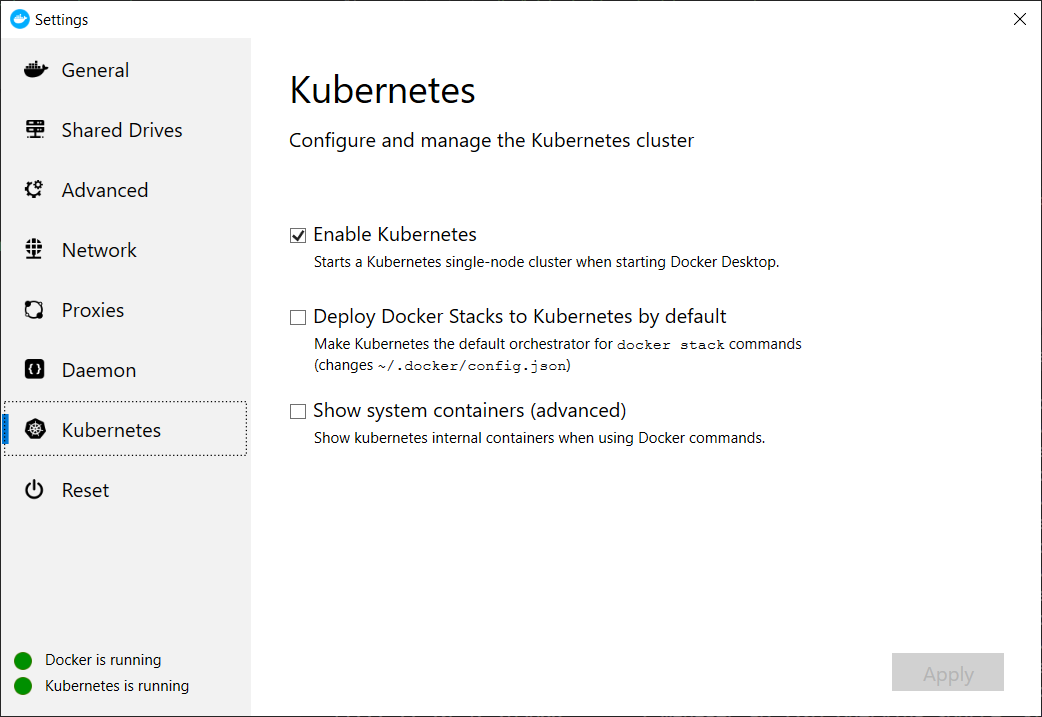 Settings
General
Shared Drives
Advanced
Network
Proxies
Daemon
Kubernetes
Reset
Docker is running
Kubernetes is running
Kubernetes
Configure and manage the Kubernetes cluster
Enable Kubernetes
Starts a Kubernetes single-node cluster when starting Docker Desktop.
Deploy Docker Stacks to Kubernetes by default
Make Kubernetes the default orchestrator for docker stack commands
(changes ~/.docker/config.json)
Show system containers (advanced)
Show kubernetes internal containers when using Docker commands.
Apply